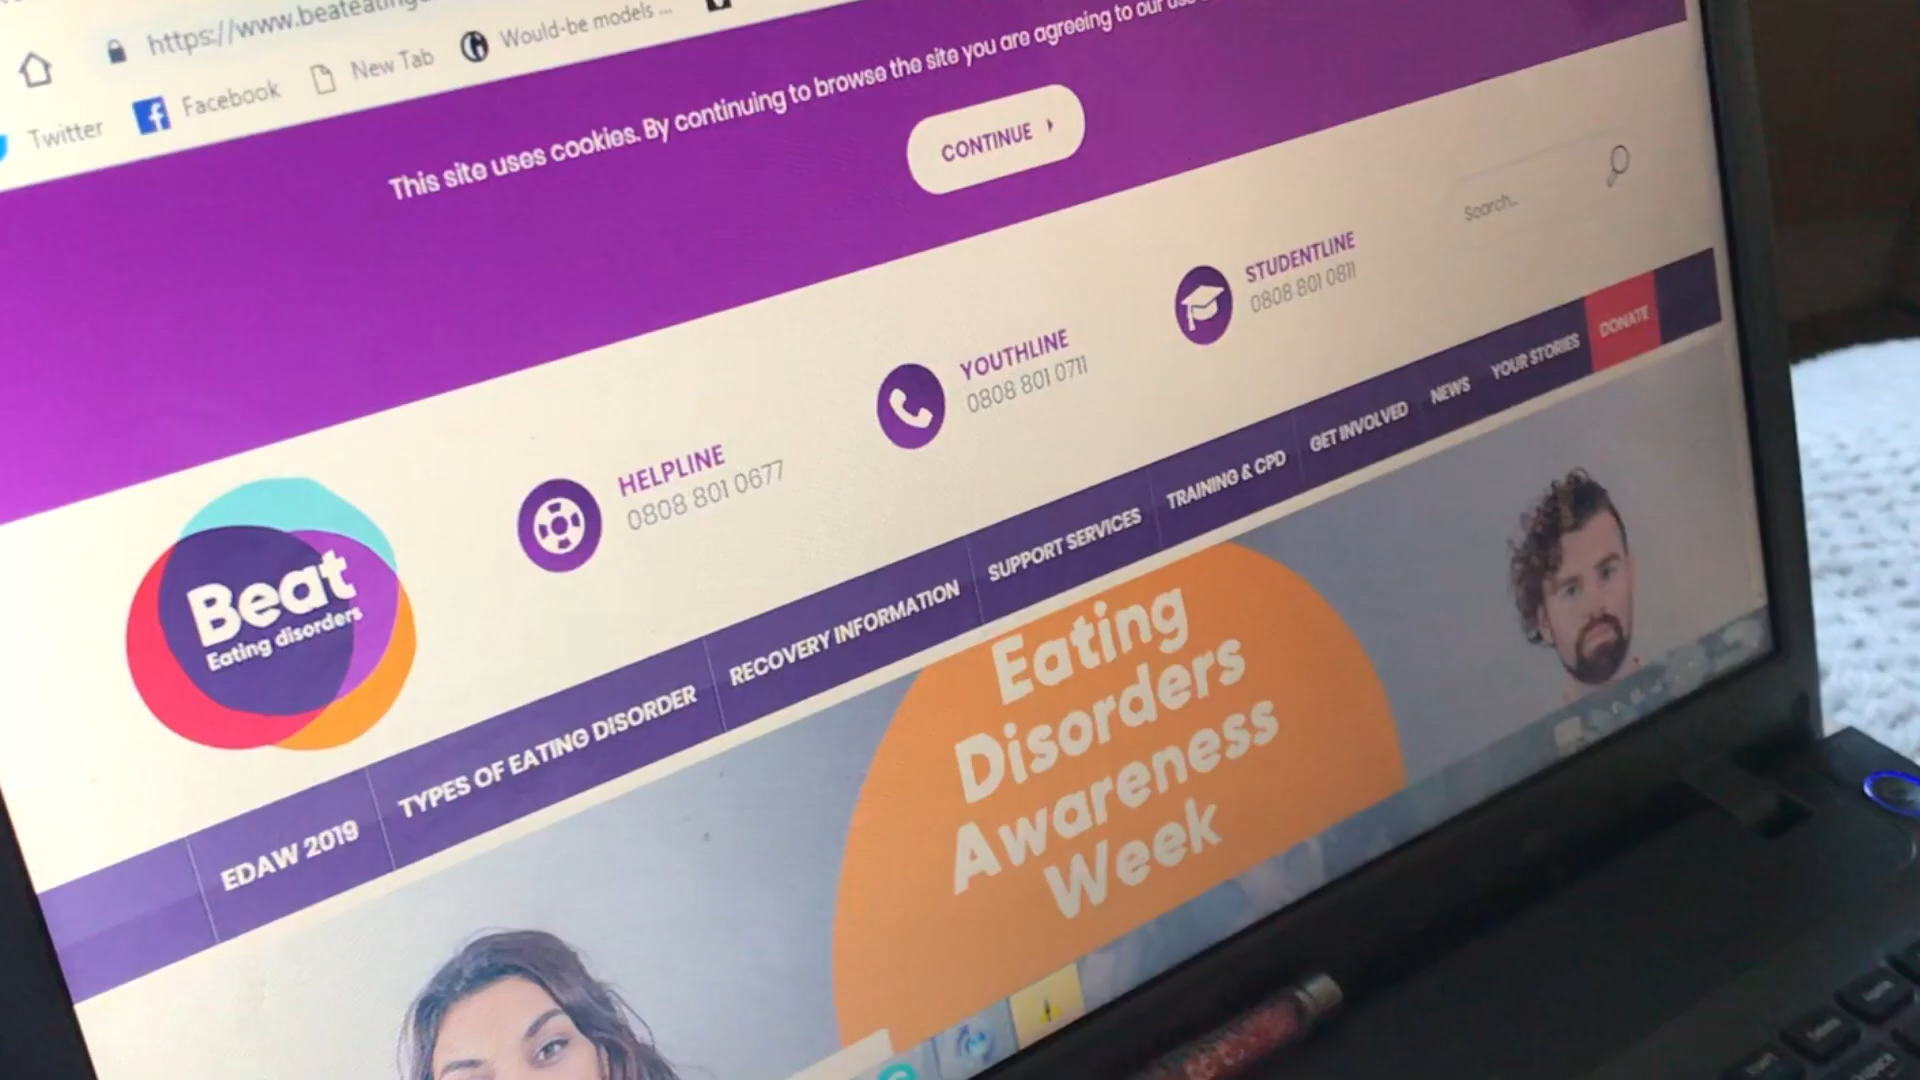 https://www.beateating
Twitter
Facebook
New Tab
Would-be models ...
This site uses cookies. By continuing to browse the site you are agreeing to our use
CONTINUE
Search...
HELPLINE
0808 801 0677
YOUTHLINE
0808 801 0711
STUDENTLINE
0808 801 0811
Beat
Eating disorders
EDAW 2019
TYPES OF EATING DISORDER
RECOVERY INFORMATION
SUPPORT SERVICES
TRAINING & CPD
GET INVOLVED
NEWS
YOUR STORIES
DONATE
Eating
Disorders
Awareness
Week